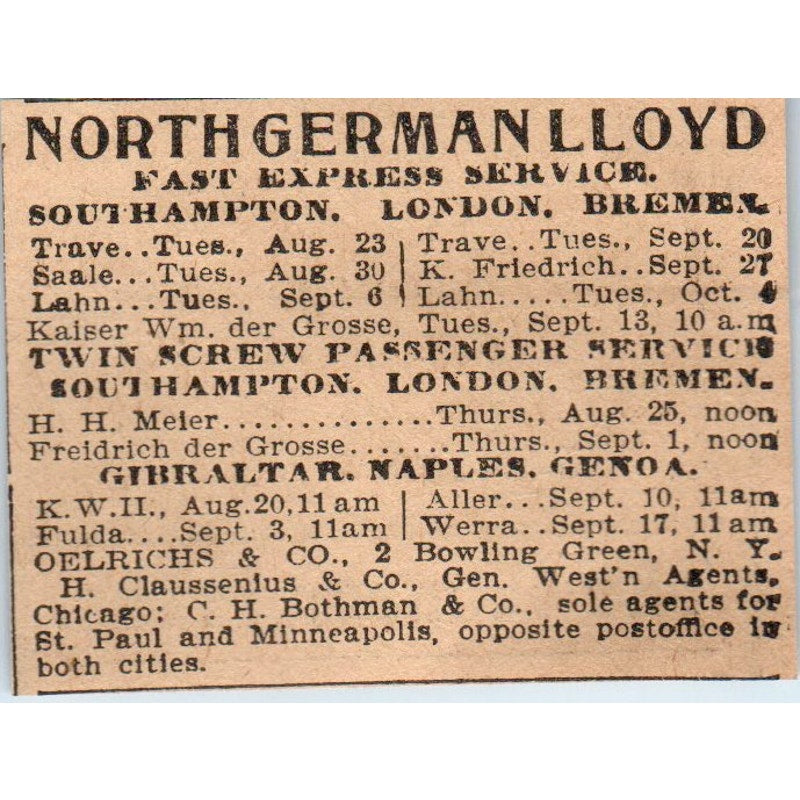 NORTH GERMAN LLOYD
FAST EXPRESS SERVICE.
SOUTHAMPTON. LONDON. BREMEN.
Trave..Tues., Aug. 23 | Trave..Tues., Sept. 20
Saale...Tues., Aug. 30 | K. Friedrich..Sept. 27
Lahn...Tues., Sept. 6 | Lahn.....Tues., Oct. 4
Kaiser Wm. der Grosse, Tues., Sept. 13, 10 a.m
TWIN SCREW PASSENGER SERVICE
SOUTHAMPTON. LONDON. BREMEN.
H. H. Meier..............Thurs., Aug. 25, noon
Freidrich der Grosse.......Thurs., Sept. 1, noon
GIBRALTAR. NAPLES. GENOA.
K.W.II., Aug.20,11 am | Aller...Sept. 10, 11am
Fulda....Sept. 3, 11am | Werra..Sept. 17, 11 am
OELRICHS & CO., 2 Bowling Green, N. Y.
H. Claussenius & Co., Gen. West'n Agents,
Chicago; C. H. Bothman & Co., sole agents for
St. Paul and Minneapolis, opposite postoffice in
both cities.